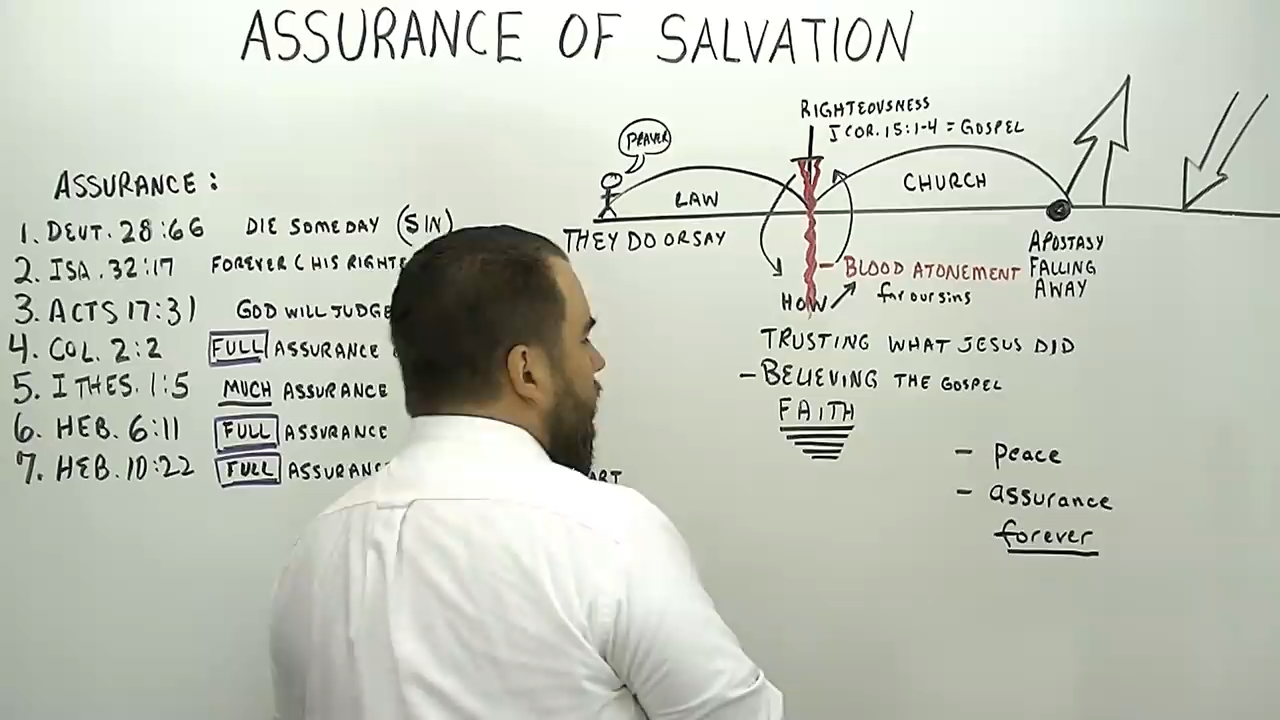 ASSURANCE OF SALVATION
ASSURANCE:
1. DEUT. 28:66 DIE SOMEDAY (SIN)
2. ISA. 32:17 FOREVER (HIS RIGHTE
3. ACTS 17:31 GOD WILL JUDGE
4. COL. 2:2 FULL ASSURANCE
5. I THES. 1:5 MUCH ASSURANCE
6. HEB. 6:11 FULL ASSURANCE
7. HEB. 10:22 FULL ASSURANCE
PRAYER
LAW
THEY DO OR SAY
RIGHTEOUSNESS
I COR. 15:1-4 = GOSPEL
CHURCH
BLOOD ATONEMENT
for our sins
HOW
APOSTASY
FALLING
AWAY
TRUSTING WHAT JESUS DID
- BELIEVING THE GOSPEL
FAITH
- peace
- assurance
forever